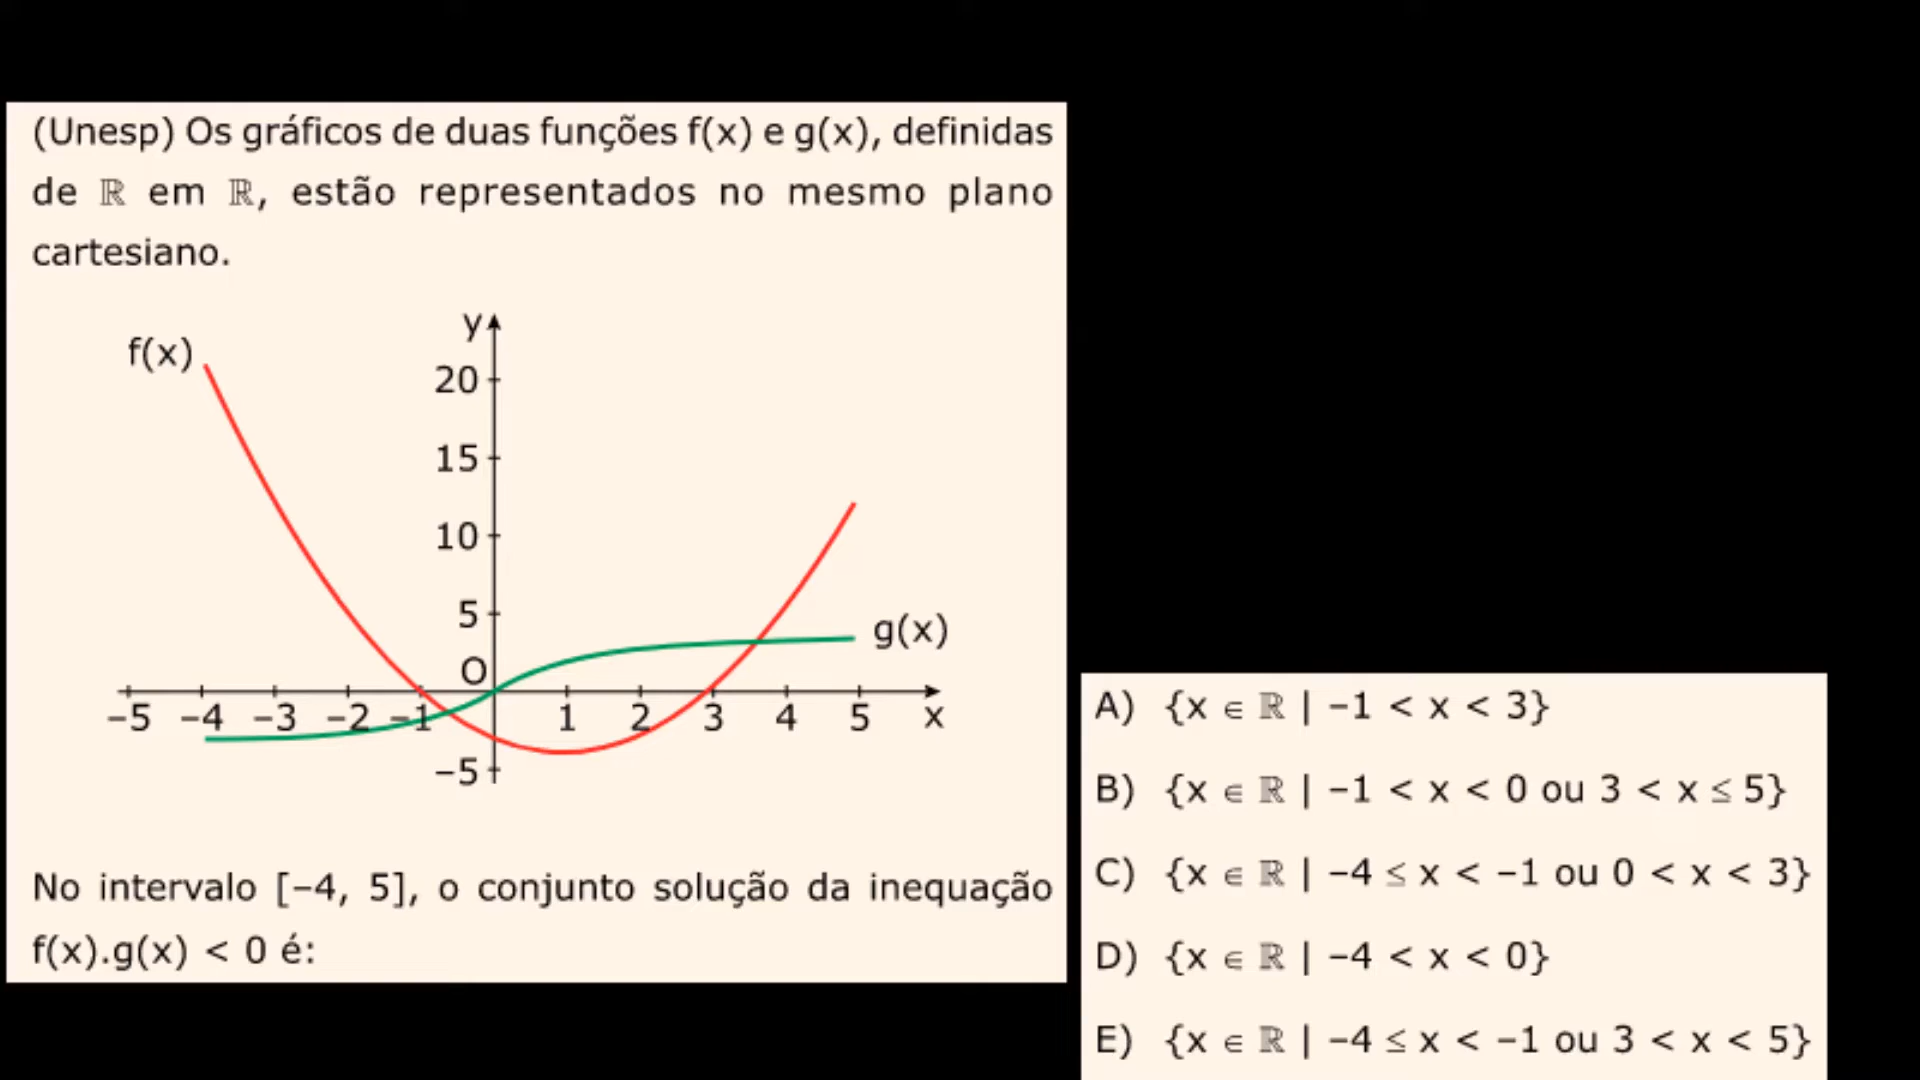 (Unesp) Os gráficos de duas funções f(x) e g(x), definidas
de ℝ em ℝ, estão representados no mesmo plano
cartesiano.
y
f(x)
20
15
10
5
g(x)
O
−5 −4 −3 −2 −1 1 2 3 4 5 x
−5
No intervalo [−4, 5], o conjunto solução da inequação
f(x).g(x) < 0 é:
A) {x ∈ ℝ | −1 < x < 3}
B) {x ∈ ℝ | −1 < x < 0 ou 3 < x ≤ 5}
C) {x ∈ ℝ | −4 ≤ x < −1 ou 0 < x < 3}
D) {x ∈ ℝ | −4 < x < 0}
E) {x ∈ ℝ | −4 ≤ x < −1 ou 3 < x < 5}